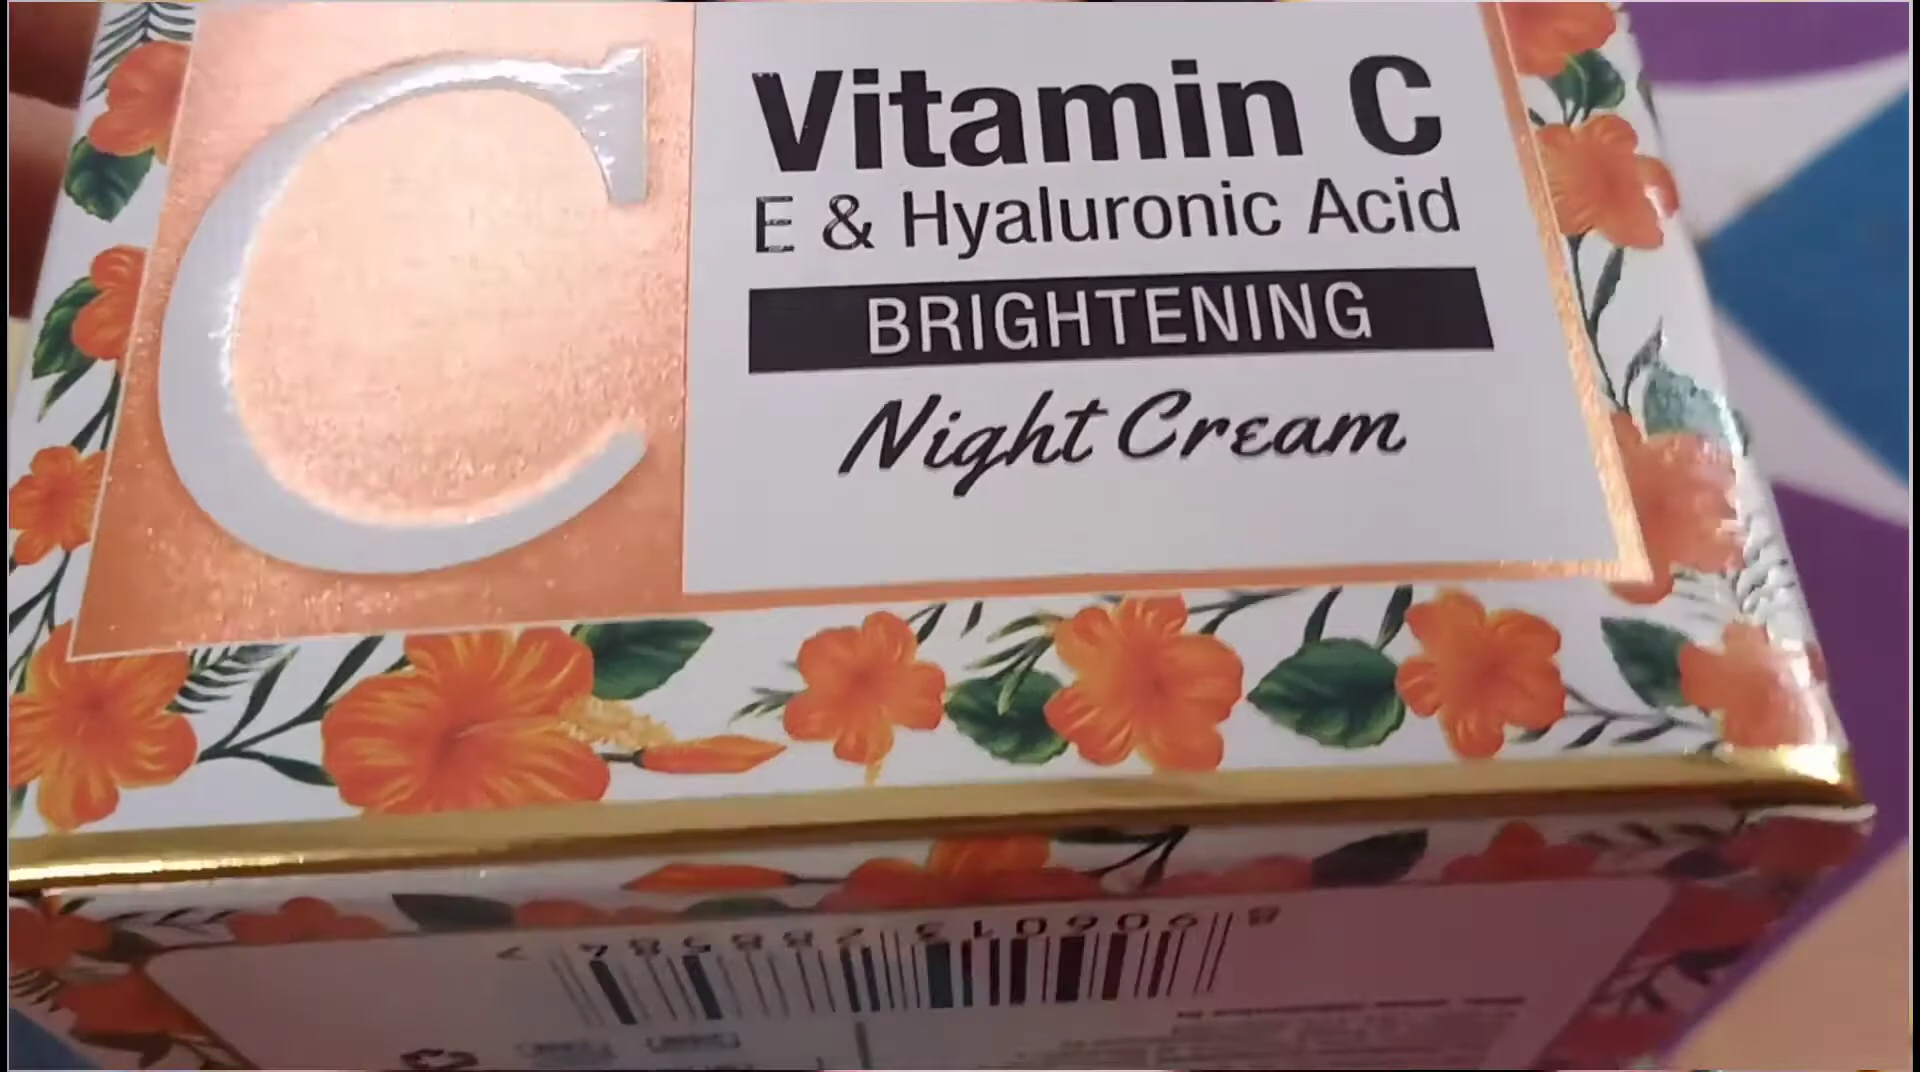 C
Vitamin C
E & Hyaluronic Acid
BRIGHTENING
Night Cream